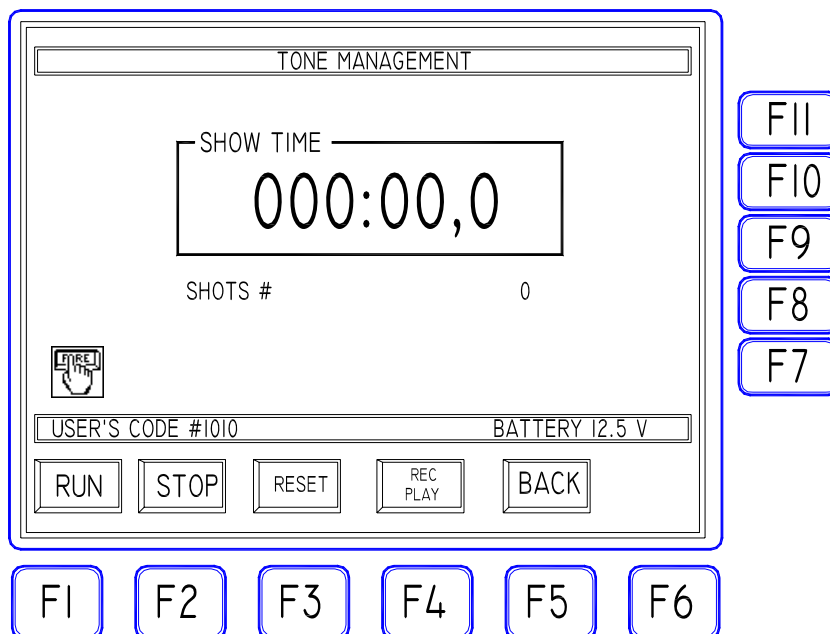 TONE MANAGEMENT
SHOW TIME
000:00,0
SHOTS # 0
FIRE
USER'S CODE #1010 BATTERY 12.5 V
RUN STOP RESET REC PLAY BACK
F11
F10
F9
F8
F7
F1 F2 F3 F4 F5 F6